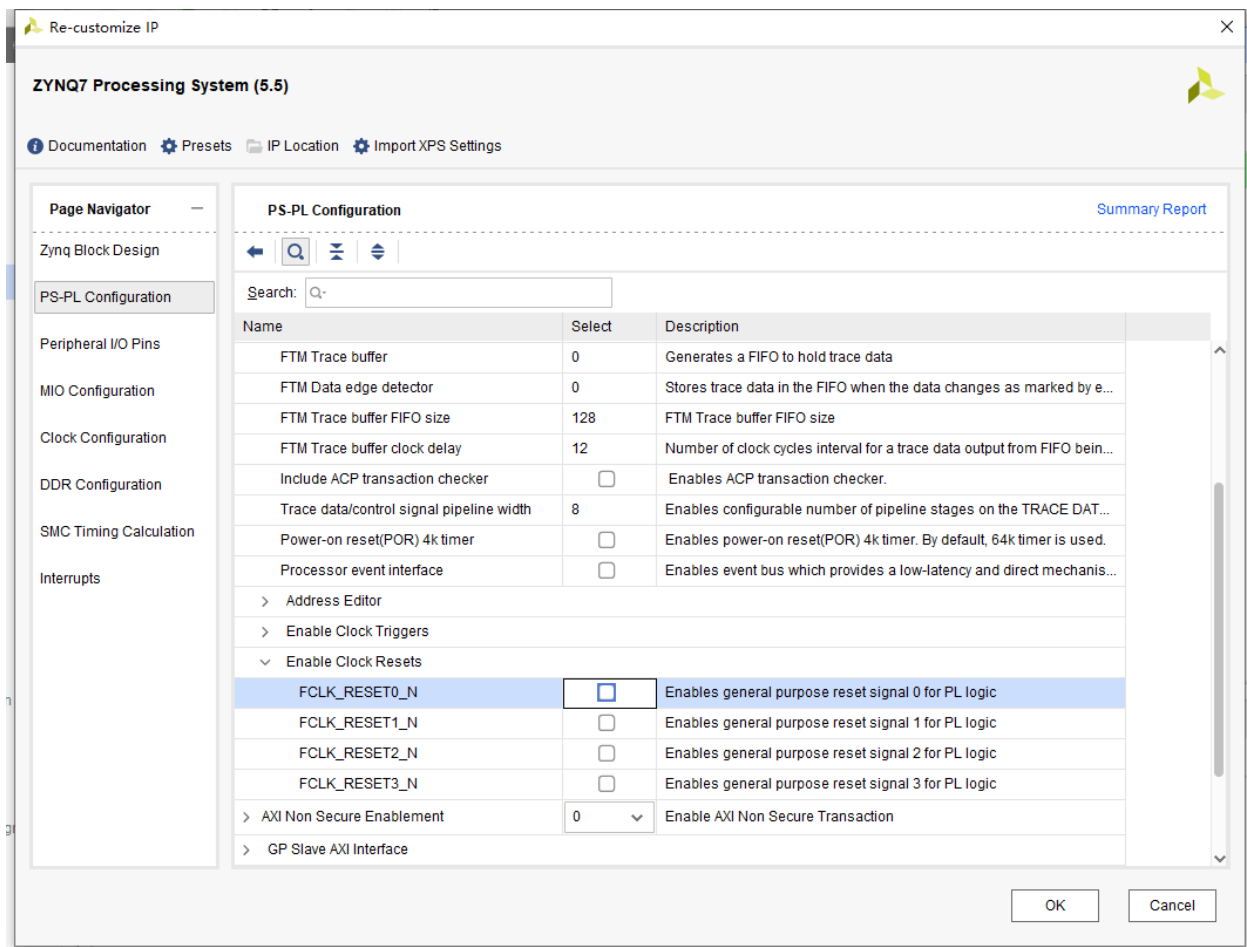 Re-customize IP
ZYNQ7 Processing System (5.5)
Documentation Presets IP Location Import XPS Settings
Page Navigator
Zynq Block Design
PS-PL Configuration
Peripheral I/O Pins
MIO Configuration
Clock Configuration
DDR Configuration
SMC Timing Calculation
Interrupts
PS-PL Configuration Summary Report
Search:
Name Select Description
FTM Trace buffer 0 Generates a FIFO to hold trace data
FTM Data edge detector 0 Stores trace data in the FIFO when the data changes as marked by e...
FTM Trace buffer FIFO size 128 FTM Trace buffer FIFO size
FTM Trace buffer clock delay 12 Number of clock cycles interval for a trace data output from FIFO bein...
Include ACP transaction checker Enables ACP transaction checker.
Trace data/control signal pipeline width 8 Enables configurable number of pipeline stages on the TRACE DAT...
Power-on reset(POR) 4k timer Enables power-on reset(POR) 4k timer. By default, 64k timer is used.
Processor event interface Enables event bus which provides a low-latency and direct mechanis...
Address Editor
Enable Clock Triggers
Enable Clock Resets
FCLK_RESET0_N Enables general purpose reset signal 0 for PL logic
FCLK_RESET1_N Enables general purpose reset signal 1 for PL logic
FCLK_RESET2_N Enables general purpose reset signal 2 for PL logic
FCLK_RESET3_N Enables general purpose reset signal 3 for PL logic
AXI Non Secure Enablement 0 Enable AXI Non Secure Transaction
GP Slave AXI Interface
OK Cancel